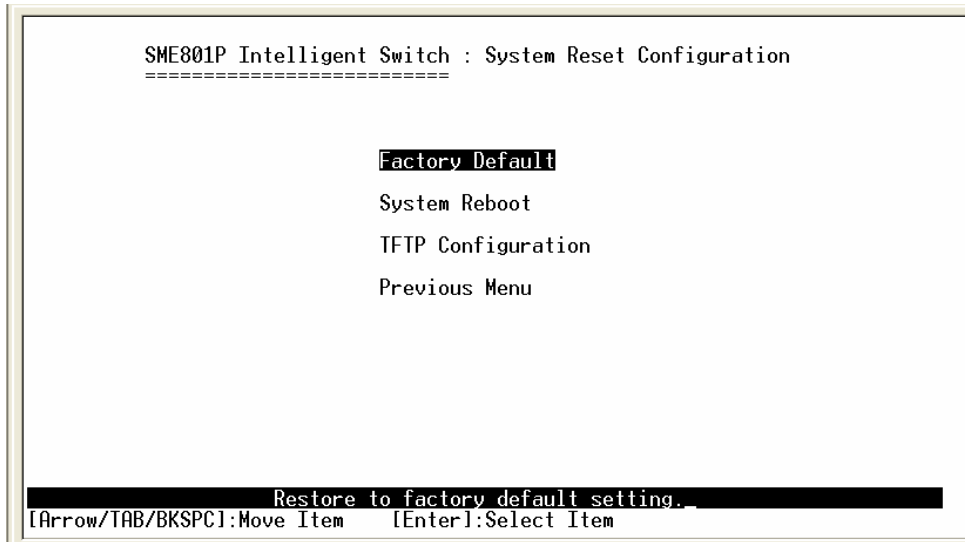 SME801P Intelligent Switch : System Reset Configuration
==========================
Factory Default
System Reboot
TFTP Configuration
Previous Menu
Restore to factory default setting._
[Arrow/TAB/BKSPC]:Move Item [Enter]:Select Item